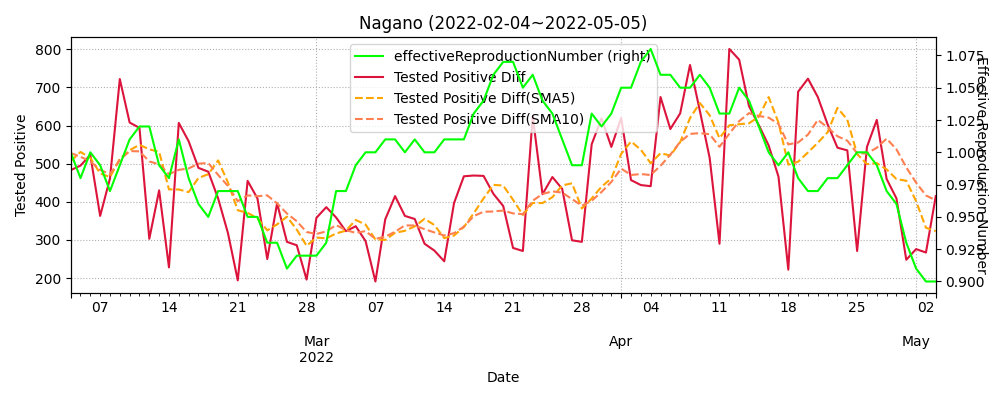 Nagano (2022-02-04~2022-05-05)
effectiveReproductionNumber (right)
Tested Positive Diff
Tested Positive Diff(SMA5)
Tested Positive Diff(SMA10)
Tested Positive
800
700
600
500
400
300
200
1.075
1.050
1.025
1.000
0.975
0.950
0.925
0.900
Effective Reproduction Number
07 14 21 28 07 14 21 28 04 11 18 25 02
Mar Apr May
2022
Date